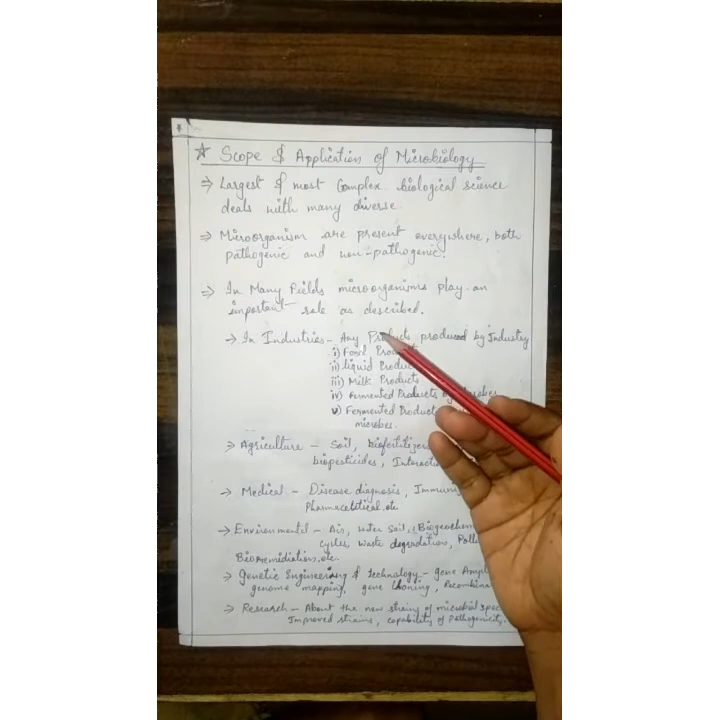 ☆ Scope & Application of Microbiology
⇒ Largest & most Complex biological science
deals with many diverse.
⇒ Microorganism are present everywhere, both
pathogenic and non-pathogenic.
⇒ In Many Fields microorganisms play an
important role as described.
→ In Industries - Any Products produced by Industry
i) Food
ii) liquid
iii) Milk Products
iv) Fermented Products
v) Fermented
microbes.
→ Agriculture - Soil,
biopesticides,
→ Medical - Disease diagnosis,
Pharmacetitical.etc
→ Environmental - Air, water Soil,
cycles, Waste degradation,
Bioremediations.etc.
→ Genetic Engineering & Technology - gene
genome mapping, gene Cloning,
→ Research - About the new strains of microbial
Improved strains, capability of Pathogenicity,